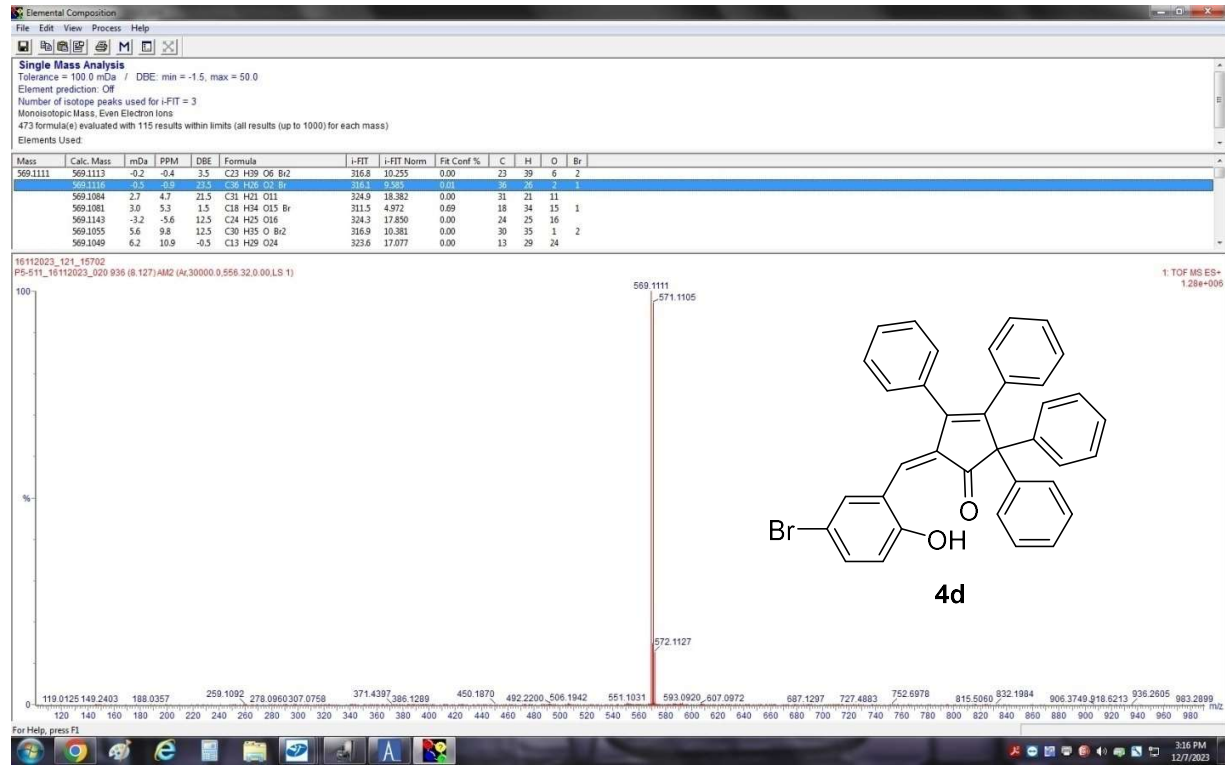 Elemental Composition
File Edit View Process Help
Single Mass Analysis
Tolerance = 100.0 mDa / DBE: min = -1.5, max = 50.0
Element prediction: Off
Number of isotope peaks used for i-FIT = 3
Monoisotopic Mass, Even Electron Ions
473 formula(e) evaluated with 115 results within limits (all results (up to 1000) for each mass)
Elements Used:
Mass Calc. Mass mDa PPM DBE Formula i-FIT i-FIT Norm Fit Conf % C H O Br
569.1111 569.1113 -0.2 -0.4 3.5 C23 H39 O6 Br2 316.8 10.255 0.00 23 39 6 2
569.1116 -0.5 -0.9 23.5 C36 H26 O2 Br 316.1 9.585 0.01 36 26 2 1
569.1084 2.7 4.7 21.5 C31 H21 O11 324.9 18.382 0.00 31 21 11
569.1081 3.0 5.3 1.5 C18 H34 O15 Br 311.5 4.972 0.69 18 34 15 1
569.1143 -3.2 -5.6 12.5 C24 H25 O16 324.3 17.850 0.00 24 25 16
569.1055 5.6 9.8 12.5 C30 H35 O Br2 316.9 10.381 0.00 30 35 1 2
569.1049 6.2 10.9 -0.5 C13 H29 O24 323.6 17.077 0.00 13 29 24
16112023_121_15702
P5-511_16112023_020 936 (8.127) AM2 (Ar,30000.0,556.32,0.00,LS 1)
1: TOF MS ES+
1.28e+006
100
569.1111
571.1105
%
Br
OH
O
4d
572.1127
119.0125 149.2403 188.0357 259.1092 278.0960 307.0758 371.4397 386.1289 450.1870 492.2200 506.1942 551.1031 593.0920 607.0972 687.1297 727.4883 752.6978 815.5060 832.1984 906.3749 918.0213 936.2605 983.2899
0
m/z
120 140 160 180 200 220 240 260 280 300 320 340 360 380 400 420 440 460 480 500 520 540 560 580 600 620 640 660 680 700 720 740 760 780 800 820 840 860 880 900 920 940 960 980
For Help, press F1
3:16 PM
12/7/2023